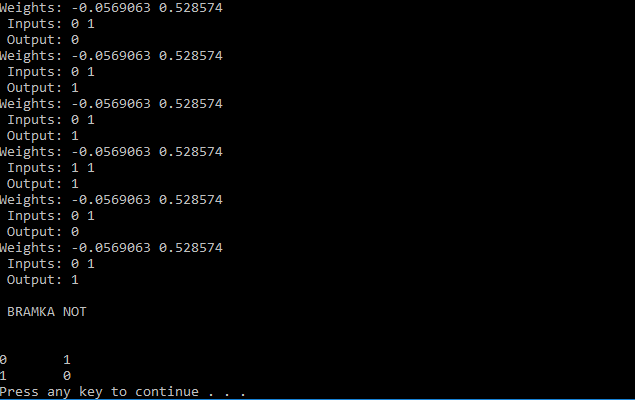 Weights: -0.0569063 0.528574
Inputs: 0 1
Output: 0
Weights: -0.0569063 0.528574
Inputs: 0 1
Output: 1
Weights: -0.0569063 0.528574
Inputs: 0 1
Output: 1
Weights: -0.0569063 0.528574
Inputs: 1 1
Output: 1
Weights: -0.0569063 0.528574
Inputs: 0 1
Output: 0
Weights: -0.0569063 0.528574
Inputs: 0 1
Output: 1
BRAMKA NOT
0 1
1 0
Press any key to continue . . .